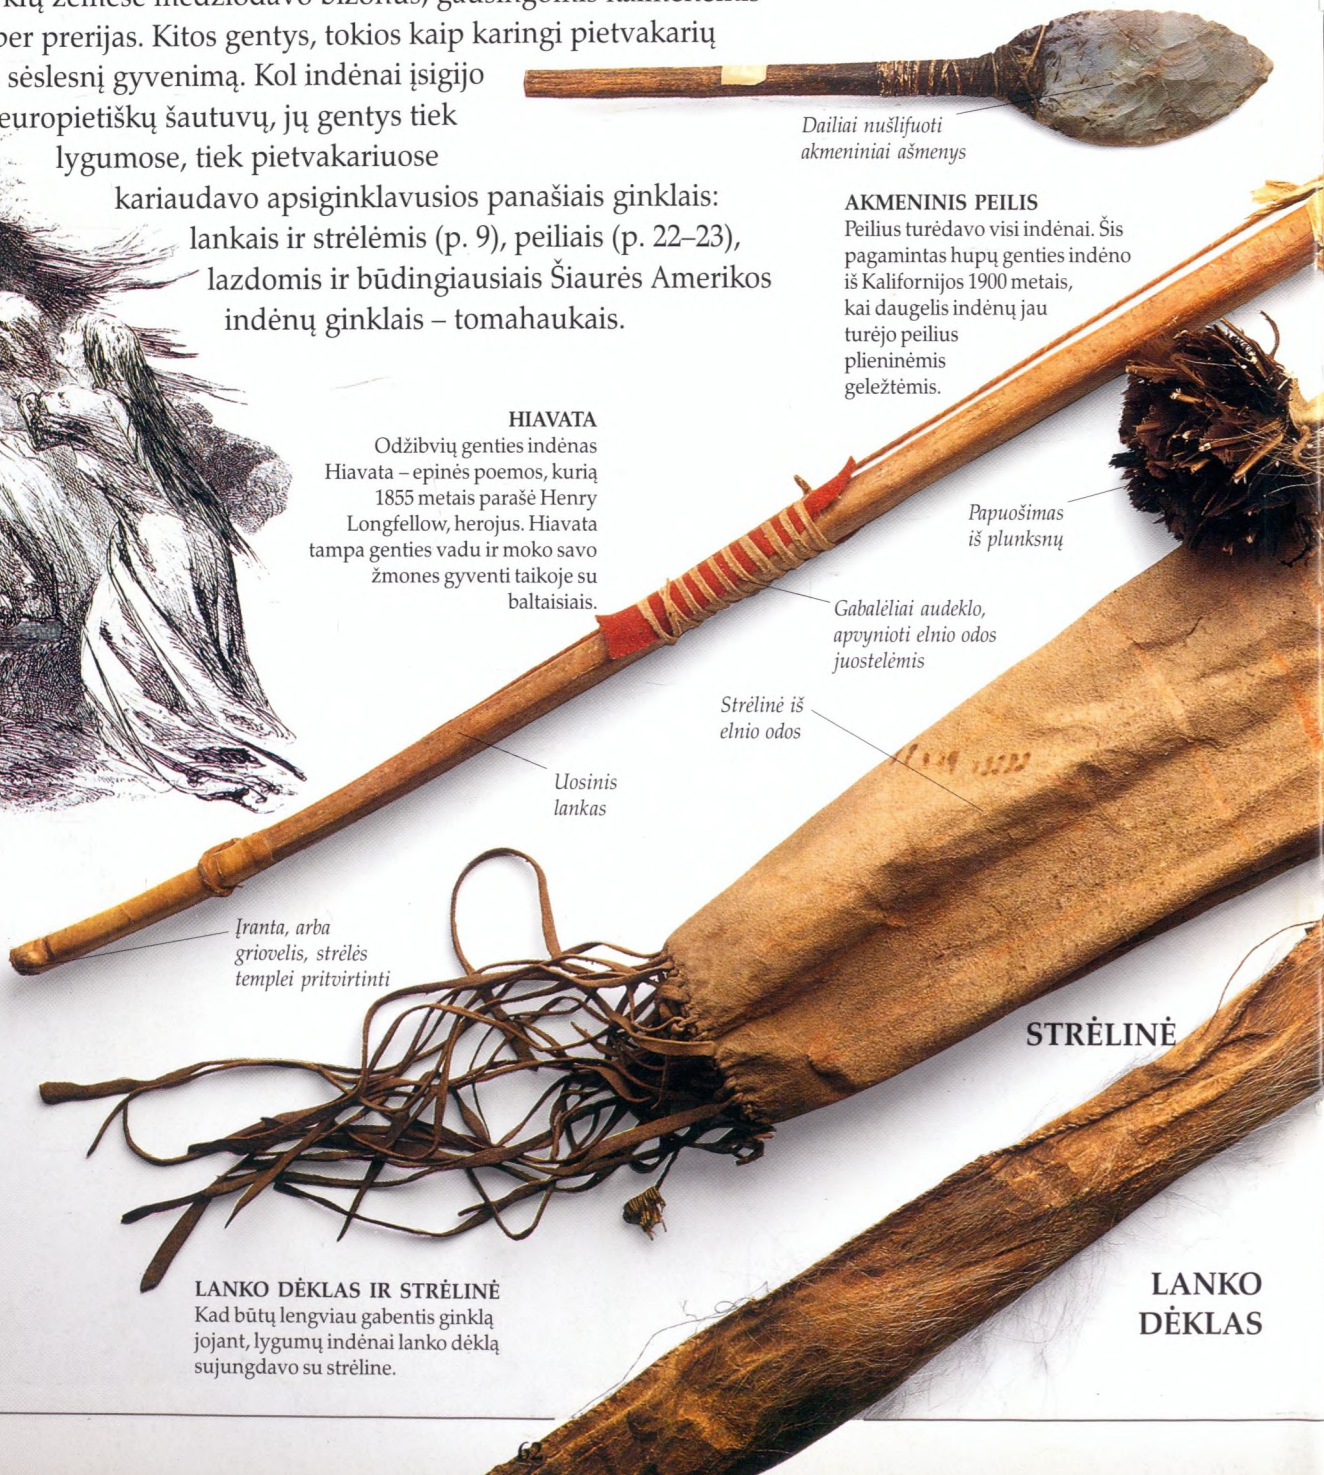 žemėse medžiodavo bizonus, gausingomis
per prerijas. Kitos gentys, tokios kaip karingi pietvakarių
sėslesnį gyvenimą. Kol indėnai įsigijo
europietiškų šautuvų, jų gentys tiek
lygumose, tiek pietvakariuose
kariaudavo apsiginklavusios panašiais ginklais:
lankais ir strėlėmis (p. 9), peiliais (p. 22–23),
lazdomis ir būdingiausiais Šiaurės Amerikos
indėnų ginklais – tomahaukais.
Dailiai nušlifuoti
akmeniniai ašmenys
AKMENINIS PEILIS
Peilius turėdavo visi indėnai. Šis
pagamintas hupų genties indėno
iš Kalifornijos 1900 metais,
kai daugelis indėnų jau
turėjo peilius
plieninėmis
geležtėmis.
HIAVATA
Odžibvių genties indėnas
Hiavata – epinės poemos, kurią
1855 metais parašė Henry
Longfellow, herojus. Hiavata
tampa genties vadu ir moko savo
žmones gyventi taikoje su
baltaisiais.
Papuošimas
iš plunksnų
Gabalėliai audeklo,
apvynioti elnio odos
juostelėmis
Strėlinė iš
elnio odos
Uosinis
lankas
Įranta, arba
griovelis, strėlės
templei pritvirtinti
STRĖLINĖ
LANKO DĖKLAS IR STRĖLINĖ
Kad būtų lengviau gabentis ginklą
jojant, lygumų indėnai lanko dėklą
sujungdavo su strėline.
LANKO
DĖKLAS
62